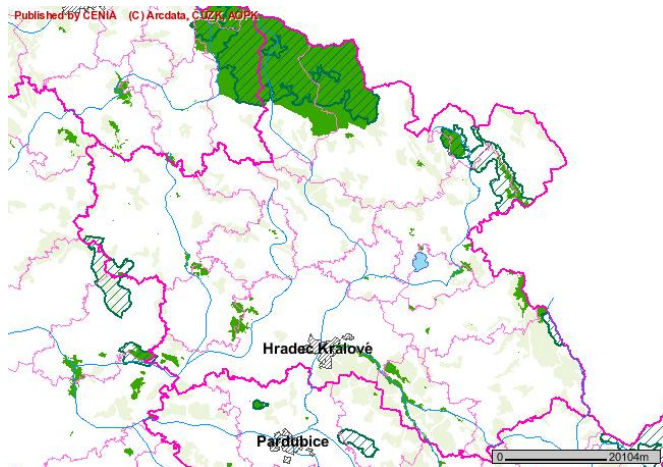 Published by CENIA (C) Arcdata, CUZK, AOPK
Hradec Králové
Pardubice
0 20104m